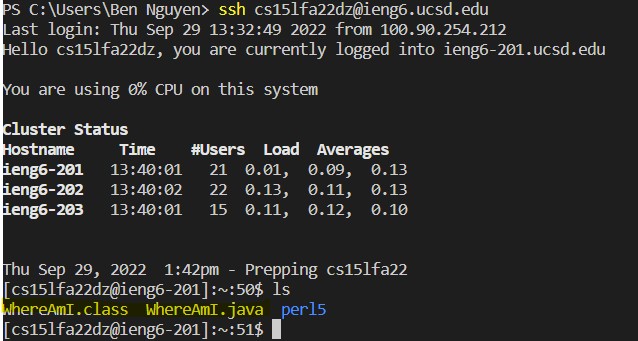 PS C:\Users\Ben Nguyen> ssh cs15lfa22dz@ieng6.ucsd.edu
Last login: Thu Sep 29 13:32:49 2022 from 100.90.254.212
Hello cs15lfa22dz, you are currently logged into ieng6-201.ucsd.edu
You are using 0% CPU on this system
Cluster Status
Hostname Time #Users Load Averages
ieng6-201 13:40:01 21 0.01, 0.09, 0.13
ieng6-202 13:40:02 22 0.13, 0.11, 0.13
ieng6-203 13:40:01 15 0.11, 0.12, 0.10
Thu Sep 29, 2022 1:42pm - Prepping cs15lfa22
[cs15lfa22dz@ieng6-201]:~:50$ ls
WhereAmI.class WhereAmI.java perl5
[cs15lfa22dz@ieng6-201]:~:51$